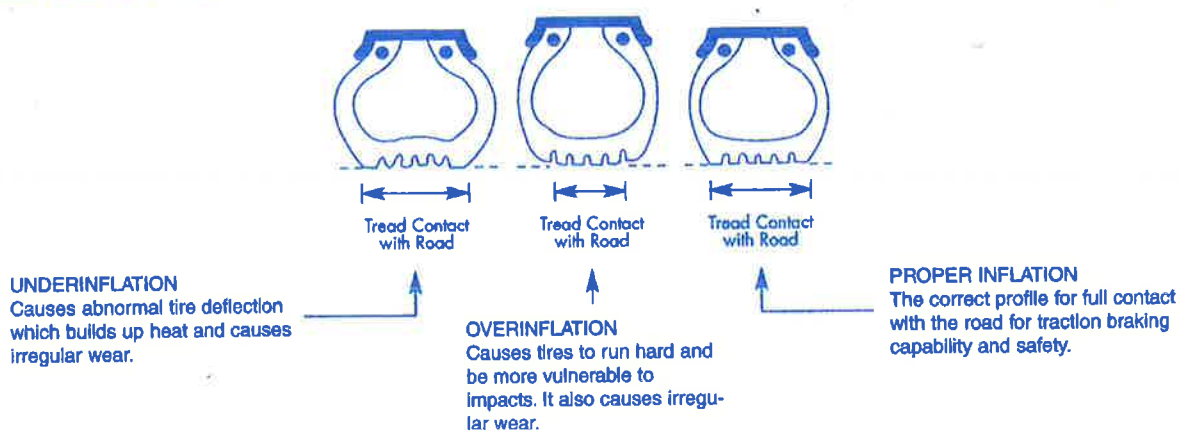 Tread Contact
with Road
Tread Contact
with Road
Tread Contact
with Road
UNDERINFLATION
Causes abnormal tire deflection
which builds up heat and causes
irregular wear.
OVERINFLATION
Causes tires to run hard and
be more vulnerable to
impacts. It also causes irregu-
lar wear.
PROPER INFLATION
The correct profile for full contact
with the road for traction braking
capability and safety.